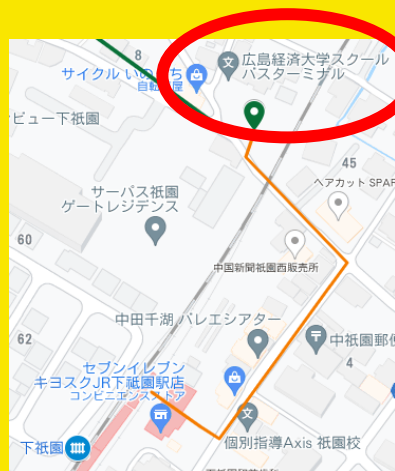 8
広島経済大学スクール
バスターミナル
サイクル いのくち
自転車屋
ビュー下祇園
45
ヘアカット SPAR
サーパス祇園
ゲートレジデンス
60
中国新聞祇園西販売所
中田千湖 バレエシアター
中祇園郵便
4
62
セブンイレブン
キヨスクJR下祇園駅店
コンビニエンスストア
下祇園
個別指導Axis 祇園校